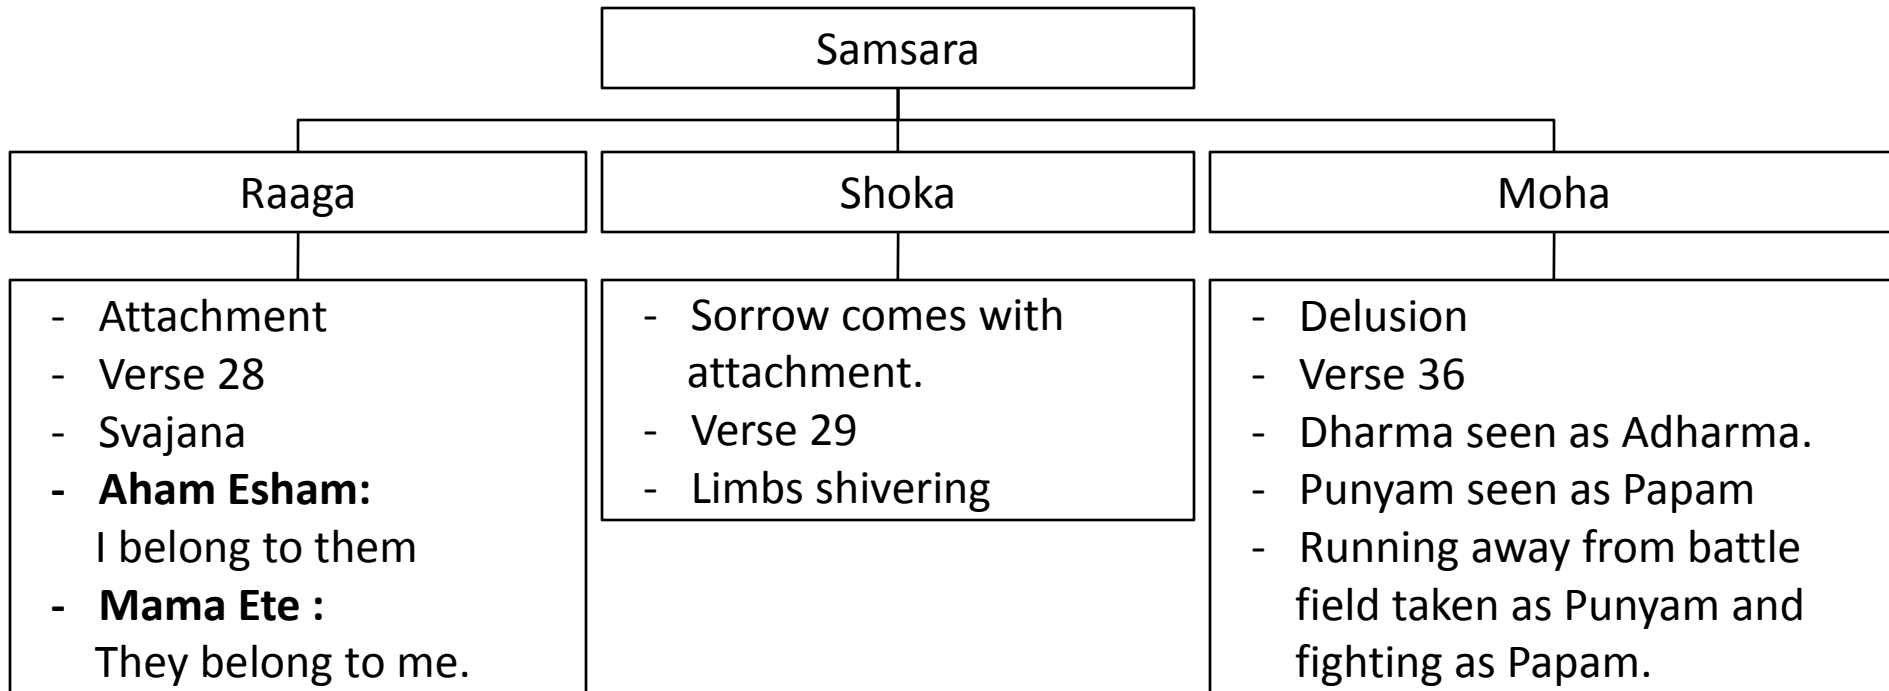 Samsara
Raaga
Shoka
Moha
- Attachment
- Verse 28
- Svajana
- Aham Esham:
I belong to them
- Mama Ete :
They belong to me.
- Sorrow comes with
attachment.
- Verse 29
- Limbs shivering
- Delusion
- Verse 36
- Dharma seen as Adharma.
- Punyam seen as Papam
- Running away from battle
field taken as Punyam and
fighting as Papam.